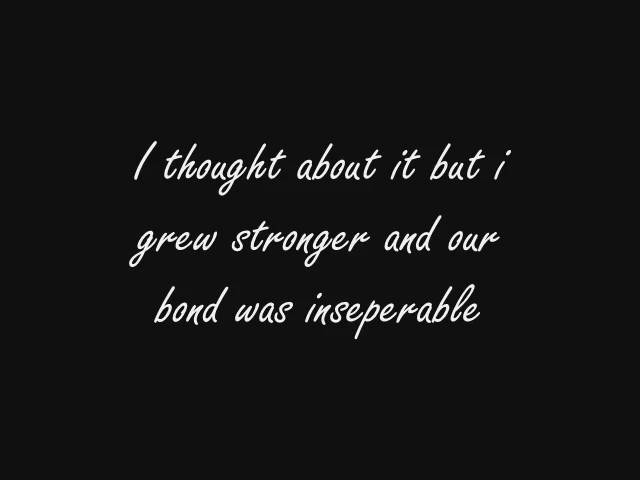 I thought about it but i
grew stronger and our
bond was inseperable